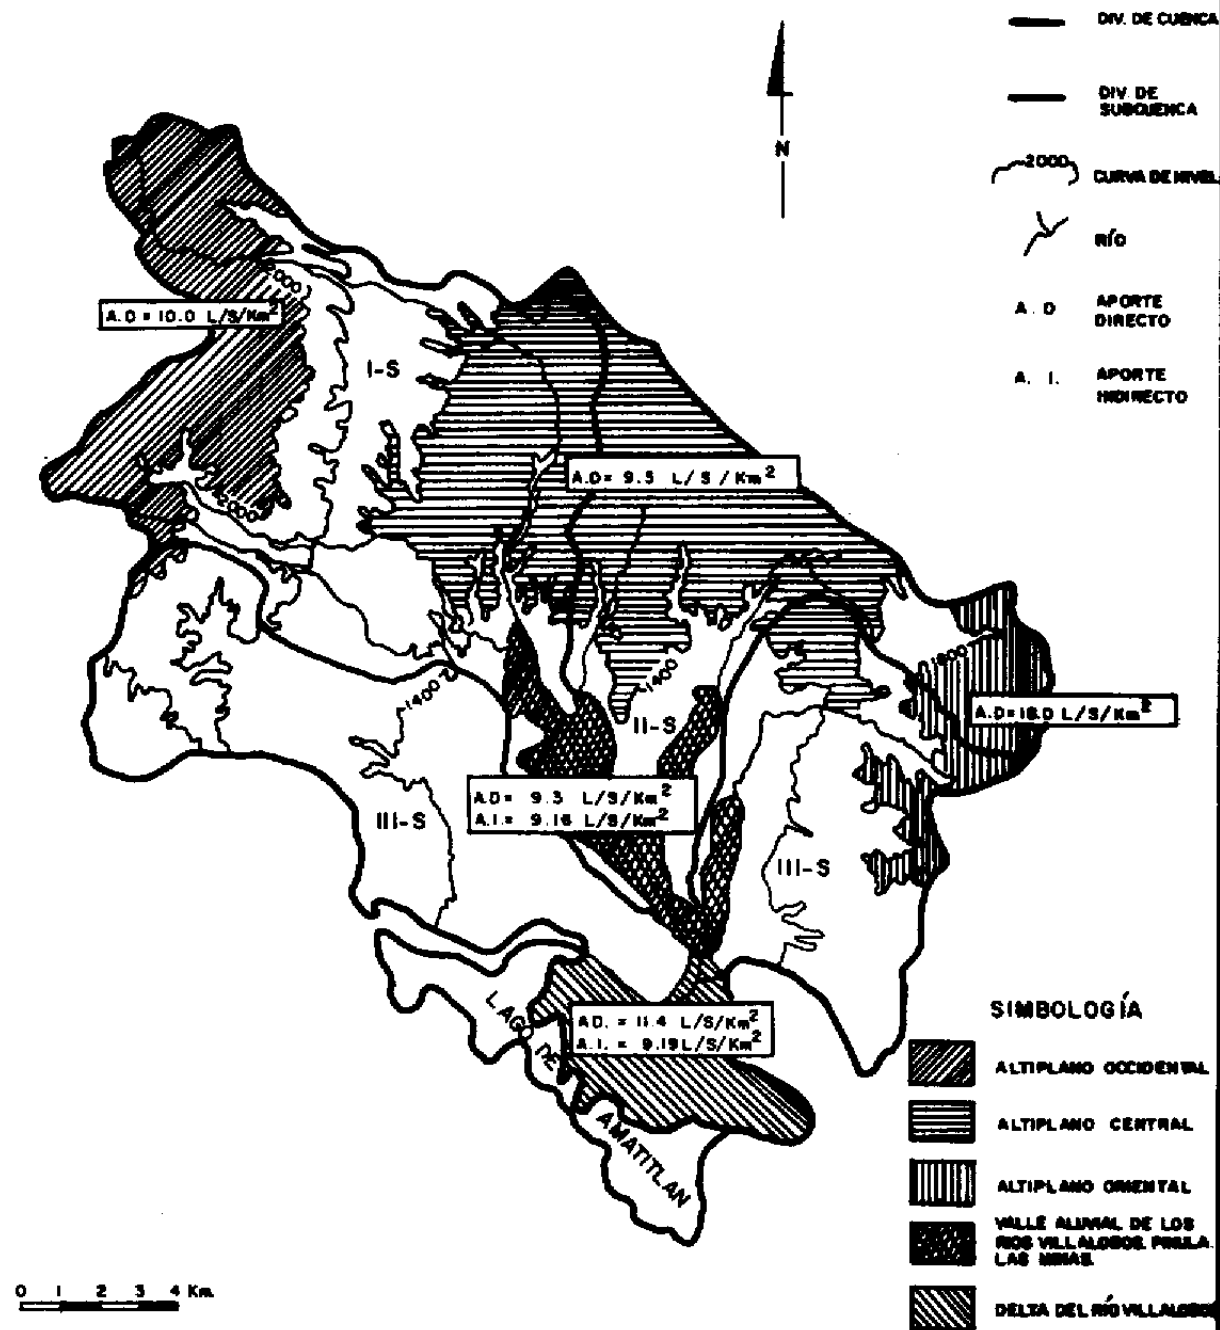 DIV. DE CUENCA
DIV. DE
SUBCUENCA
2000
CURVA DE NIVEL
RÍO
A. D
APORTE
DIRECTO
A. I.
APORTE
INDIRECTO
N
2000
A.D = 10.0 L/S/Km²
I-S
A.D= 9.5 L/S/Km²
2000
1400
1800
A.D=18.0 L/S/Km²
1400
II-S
A.D= 9.3 L/S/Km²
A.I.= 9.16 L/S/Km²
III-S
III-S
LAGO DE AMATITLAN
AD. = 11.4 L/S/Km²
A.I. = 9.19 L/S/Km²
SIMBOLOGÍA
ALTIPLANO OCCIDENTAL
ALTIPLANO CENTRAL
ALTIPLANO ORIENTAL
VALLE ALUVIAL DE LOS
RIOS VILLALOBOS. PINULA.
LAS MINAS.
DELTA DEL RÍO VILLALOBOS
0 1 2 3 4 Km.